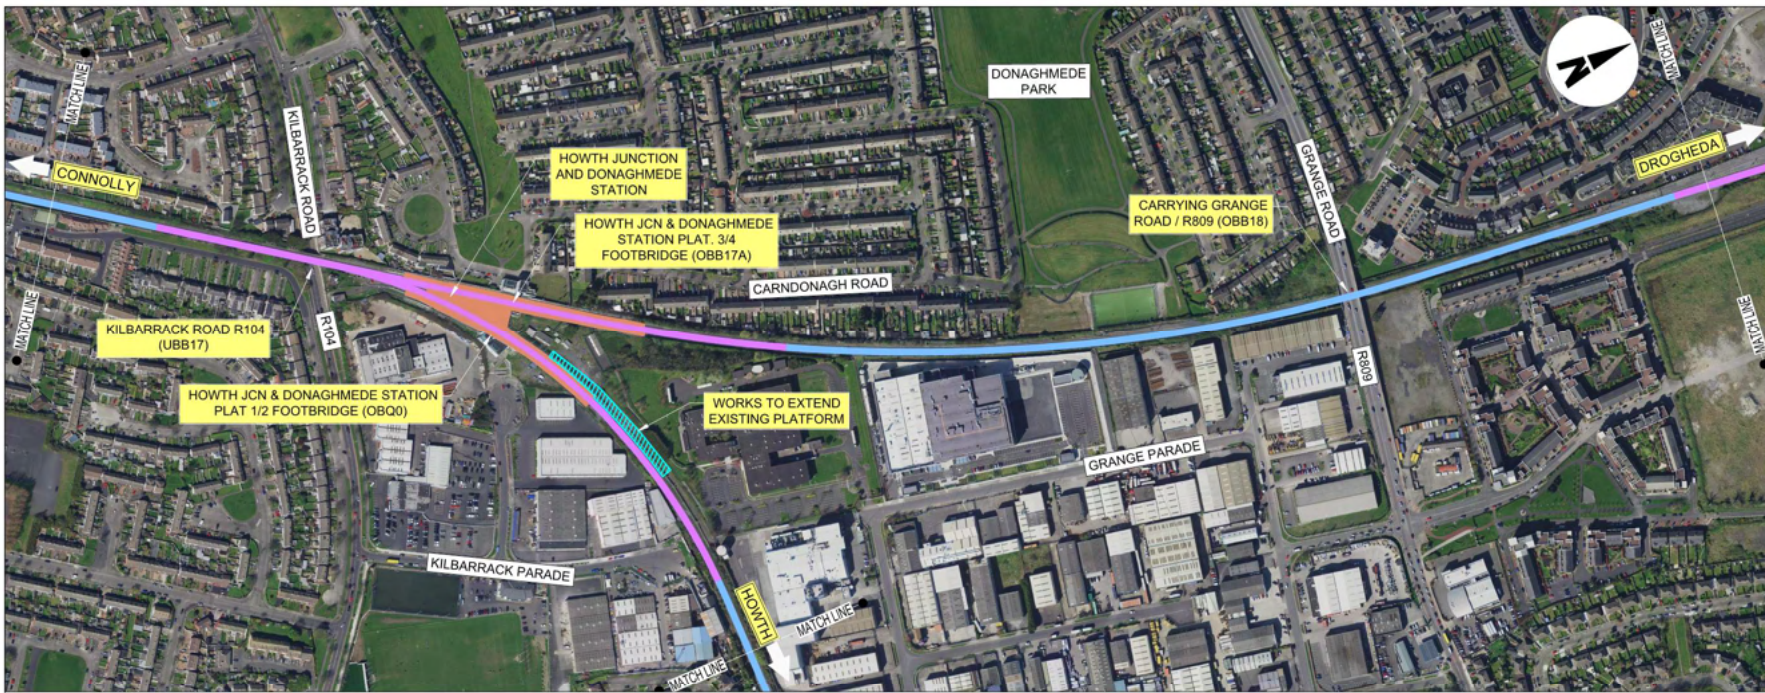 MATCH LINE
KILBARRACK ROAD
CONNOLLY
HOWTH JUNCTION
AND DONAGHMEDE
STATION
HOWTH JCN & DONAGHMEDE
STATION PLAT. 3/4
FOOTBRIDGE (OBB17A)
DONAGHMEDE
PARK
CARNDONAGH ROAD
CARRYING GRANGE
ROAD / R809 (OBB18)
GRANGE ROAD
N
MATCH LINE
DROGHEDA
MATCH LINE
KILBARRACK ROAD R104
(UBB17)
R104
HOWTH JCN & DONAGHMEDE STATION
PLAT 1/2 FOOTBRIDGE (OBQ0)
WORKS TO EXTEND
EXISTING PLATFORM
R809
MATCH LINE
GRANGE PARADE
KILBARRACK PARADE
HOWTH
MATCH LINE
MATCH LINE